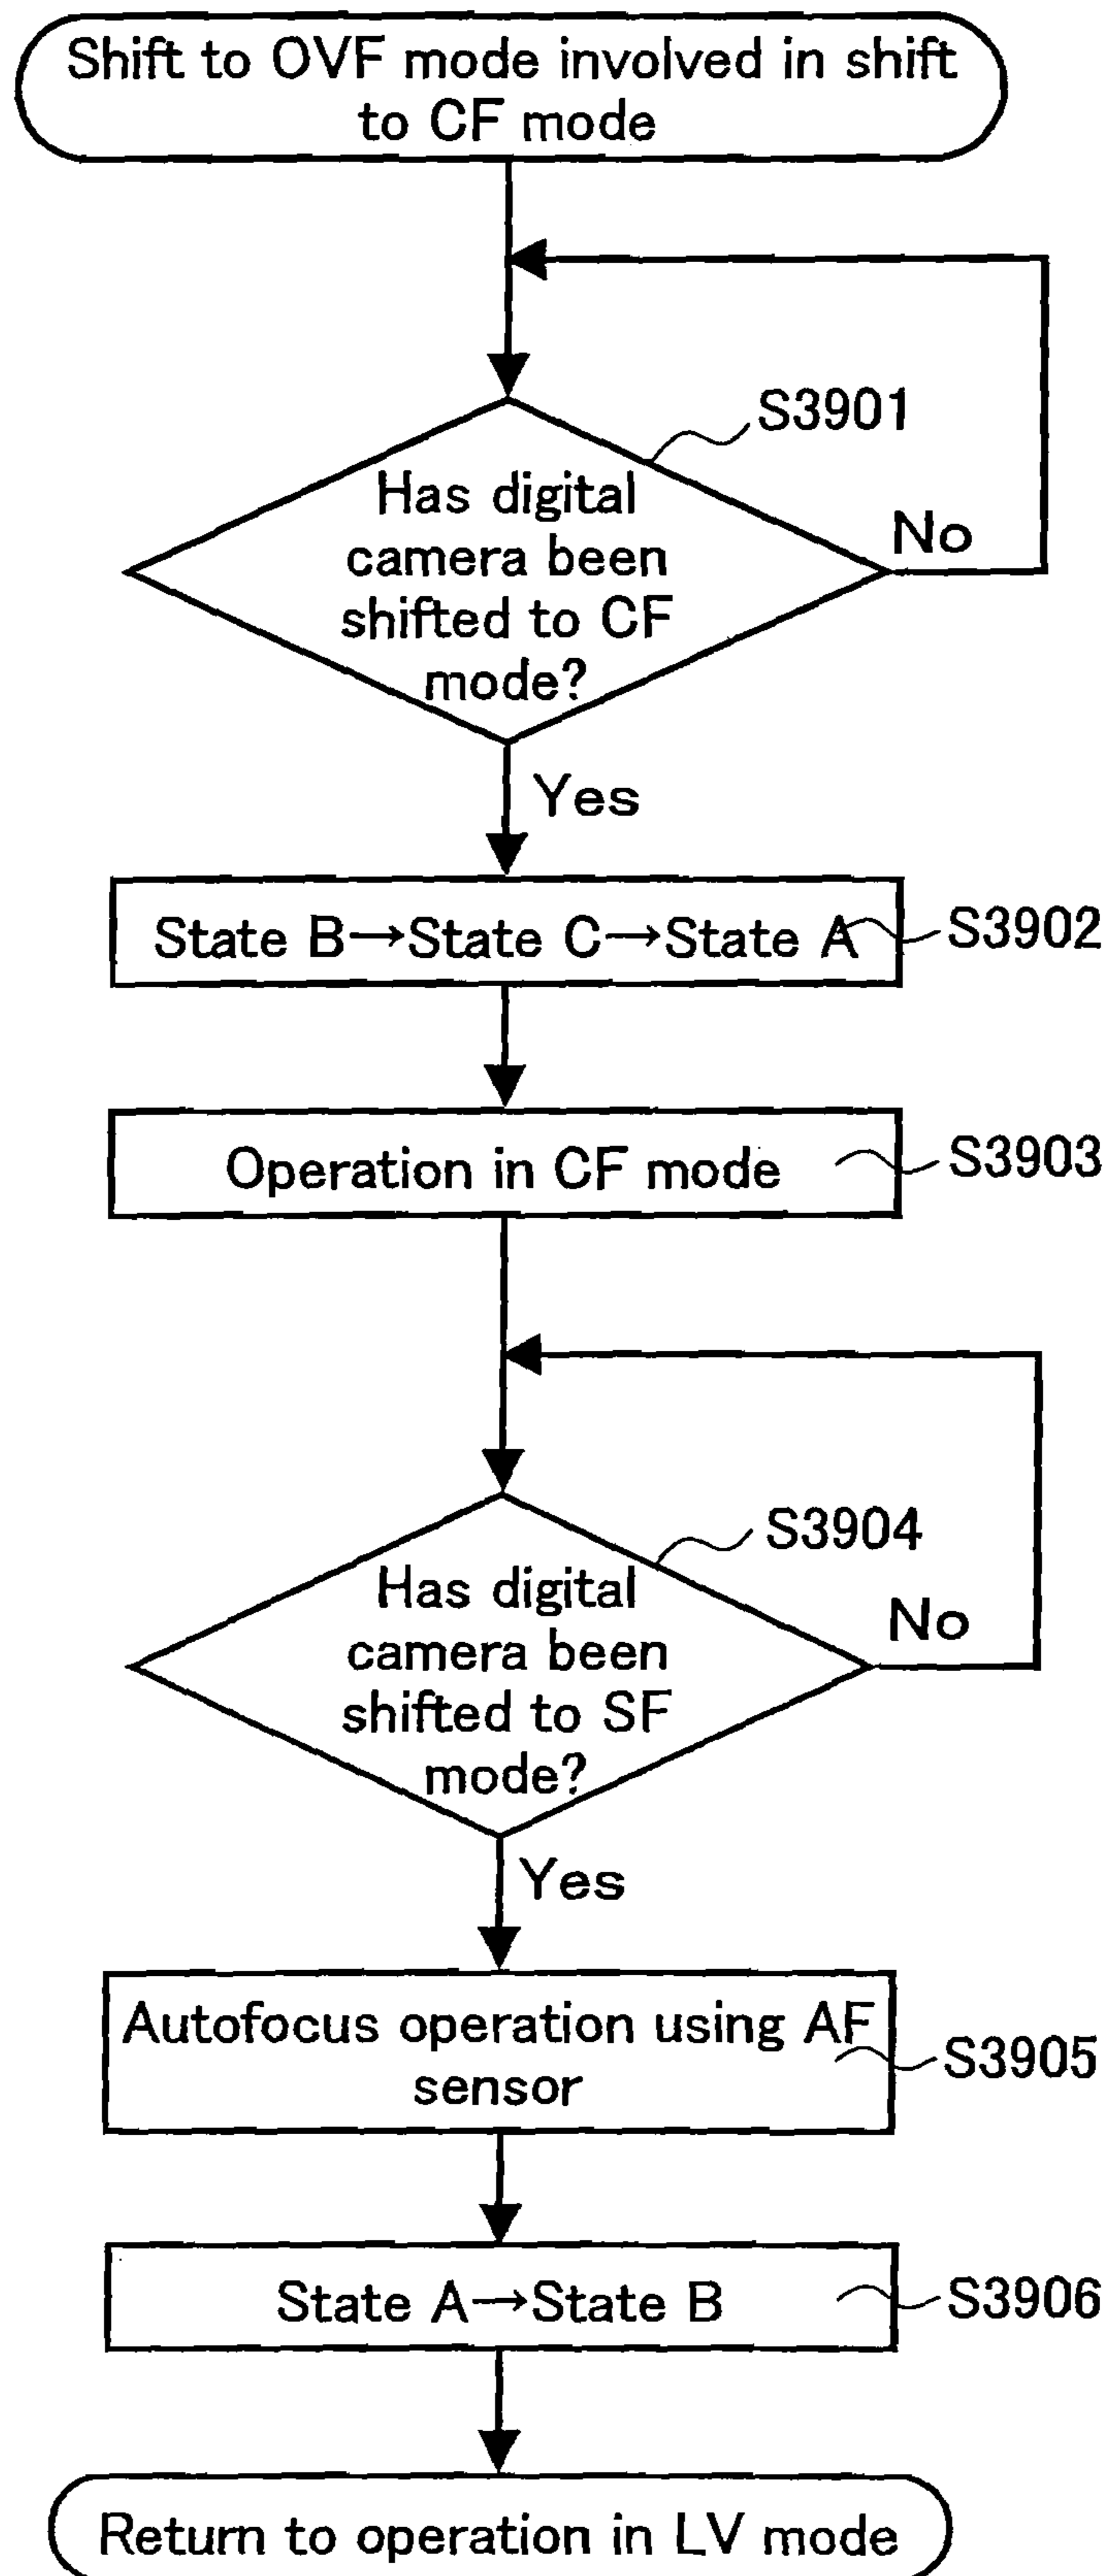 Shift to OVF mode involved in shift
to CF mode
S3901
Has digital
camera been
shifted to CF
mode?
No
Yes
State B→State C→State A
S3902
Operation in CF mode
S3903
S3904
Has digital
camera been
shifted to SF
mode?
No
Yes
Autofocus operation using AF
sensor
S3905
State A→State B
S3906
Return to operation in LV mode